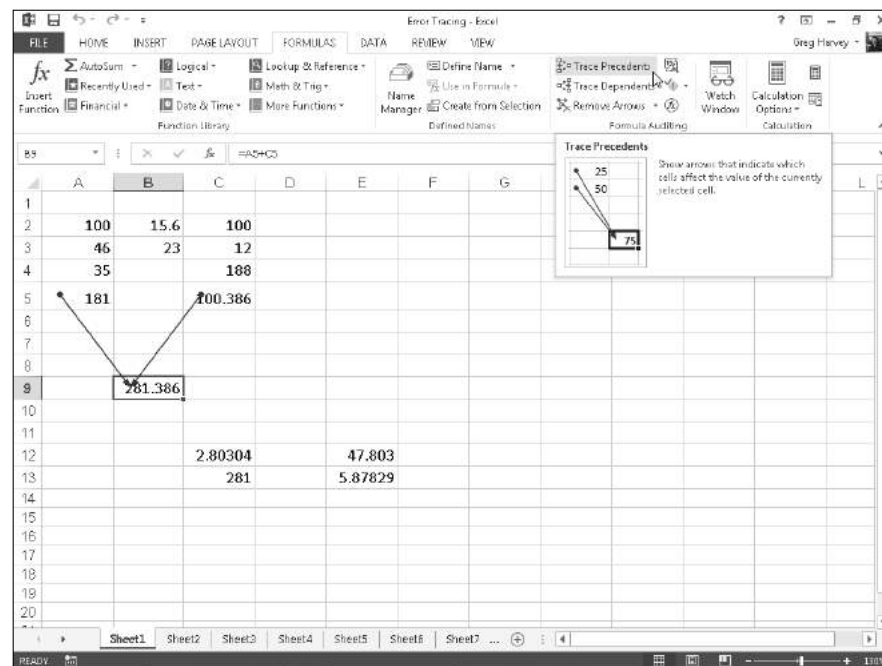 Error Tracing - Excel
?
FILE HOME INSERT PAGE LAYOUT FORMULAS DATA REVIEW VIEW Greg Harvey
fx Insert Function
Σ AutoSum
Recently Used
Financial
Logical
Text
Date & Time
Lookup & Reference
Math & Trig
More Functions
Function Library
Name Manager
Define Name
Use in Formula
Create from Selection
Defined Names
Trace Precedents
Trace Dependents
Remove Arrows
Formula Auditing
Watch Window
Calculation Options
Calculation
B9 fx =A5+C5
Trace Precedents
Show arrows that indicate which
cells affect the value of the currently
selected cell.
25
50
75
A B C D E F G L
1
2 100 15.6 100
3 46 23 12
4 35 188
5 181 100.386
6
7
8
9 281.386
10
11
12 2.80304 47.803
13 281 5.87829
14
15
16
17
18
19
20
Sheet1 Sheet2 Sheet3 Sheet4 Sheet5 Sheet6 Sheet7 ...
READY